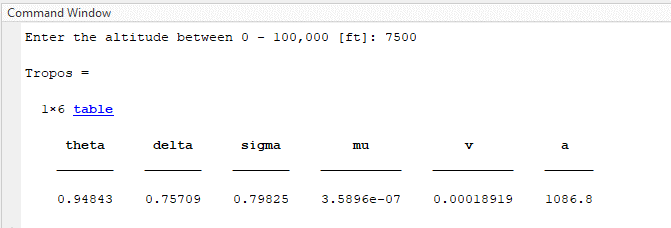 Command Window
Enter the altitude between 0 - 100,000 [ft]: 7500
Tropos =
1×6 table
theta delta sigma mu v a
0.94843 0.75709 0.79825 3.5896e-07 0.00018919 1086.8